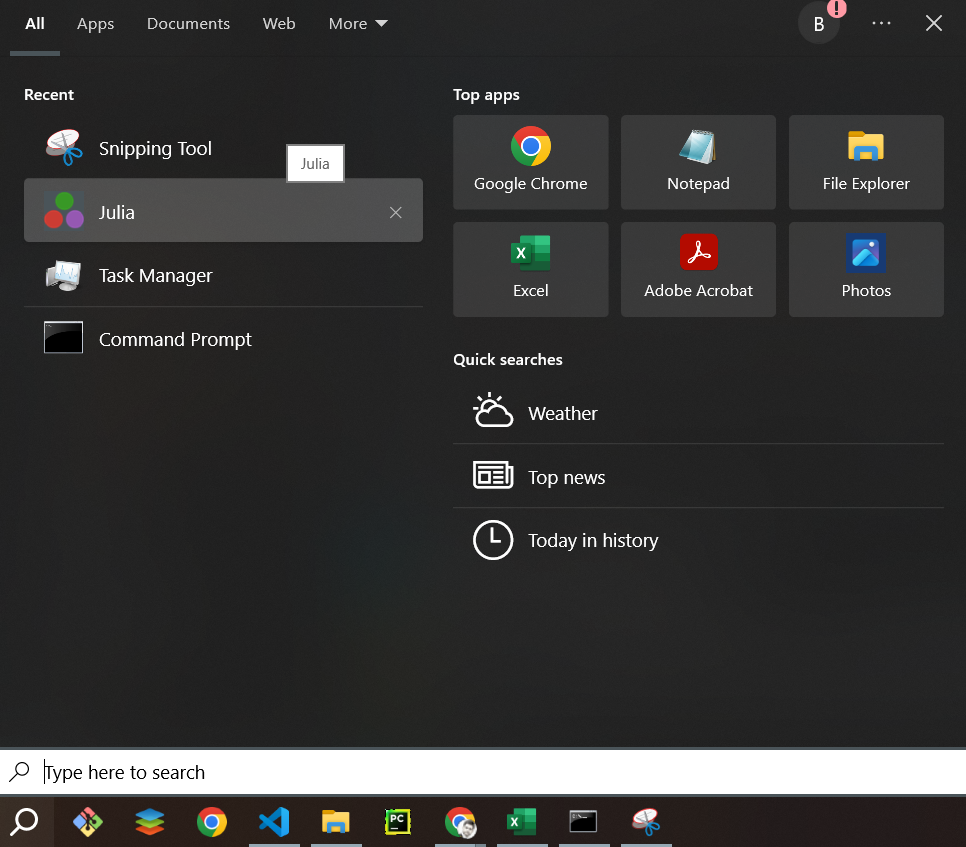 All Apps Documents Web More B ! ...
Recent
Snipping Tool
Julia
Julia
Task Manager
Command Prompt
Top apps
Google Chrome
Notepad
File Explorer
Excel
Adobe Acrobat
Photos
Quick searches
Weather
Top news
Today in history
Type here to search
PC